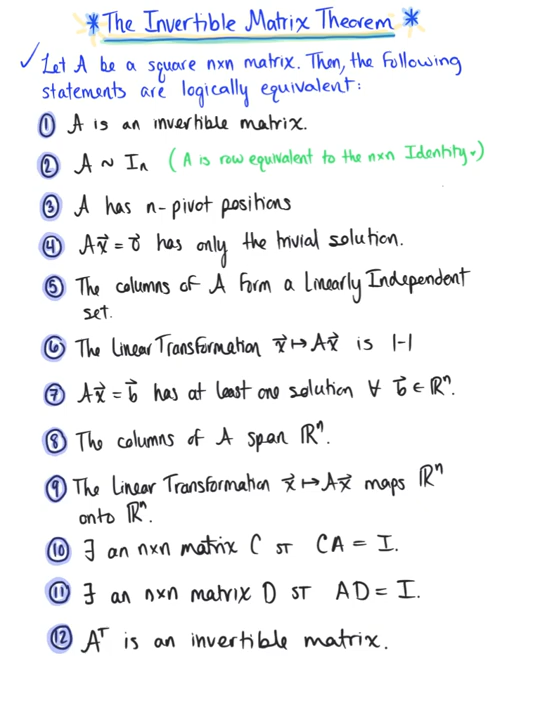 *The Invertible Matrix Theorem*
Let A be a square nxn matrix. Then, the following
statements are logically equivalent:
① A is an invertible matrix.
② A ~ Iₙ (A is row equivalent to the nxn Identity.)
③ A has n-pivot positions
④ Ax⃗ = 0⃗ has only the trivial solution.
⑤ The columns of A form a Linearly Independent
set.
⑥ The Linear Transformation x⃗ ↦ Ax⃗ is 1-1
⑦ Ax⃗ = b⃗ has at least one solution ∀ b⃗ ∈ ℝⁿ.
⑧ The columns of A span ℝⁿ.
⑨ The Linear Transformation x⃗ ↦ Ax⃗ maps ℝⁿ
onto ℝⁿ.
⑩ ∃ an nxn matrix C ST CA = I.
⑪ ∃ an nxn matrix D ST AD = I.
⑫ Aᵀ is an invertible matrix.